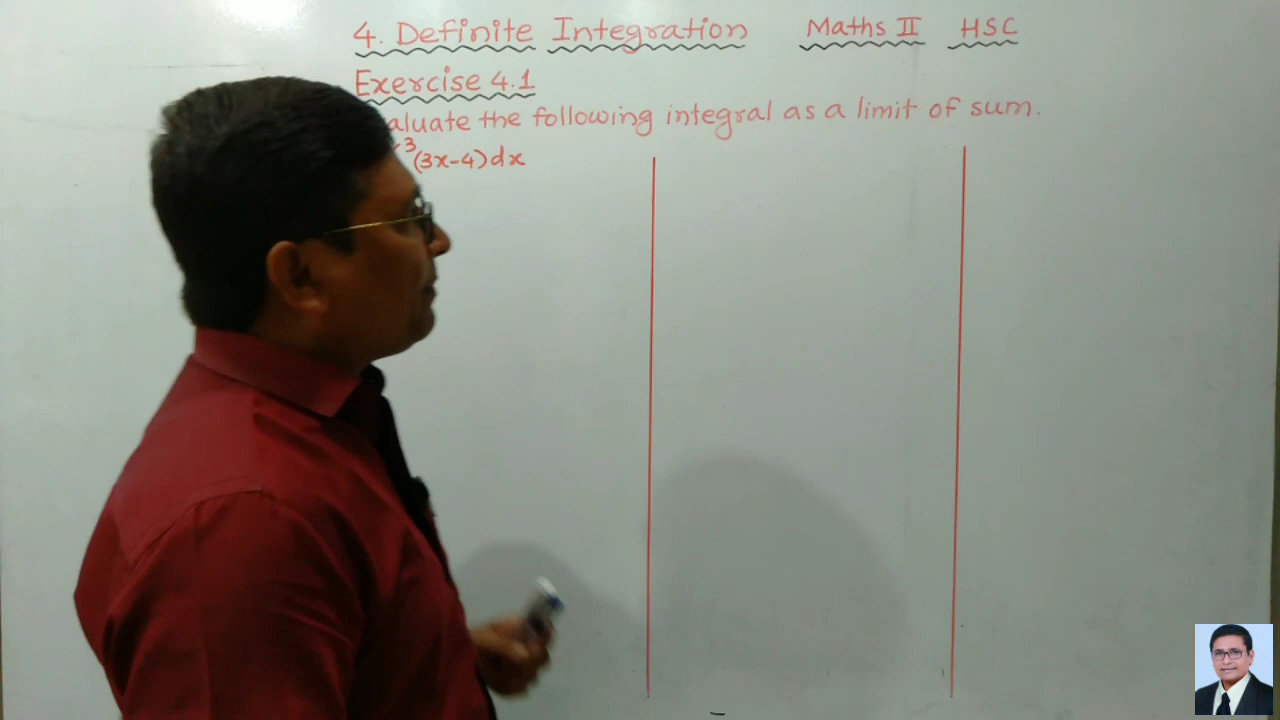 4. Definite Integration Maths II HSC
Exercise 4.1
aluate the following integral as a limit of sum.
3 (3x-4)dx